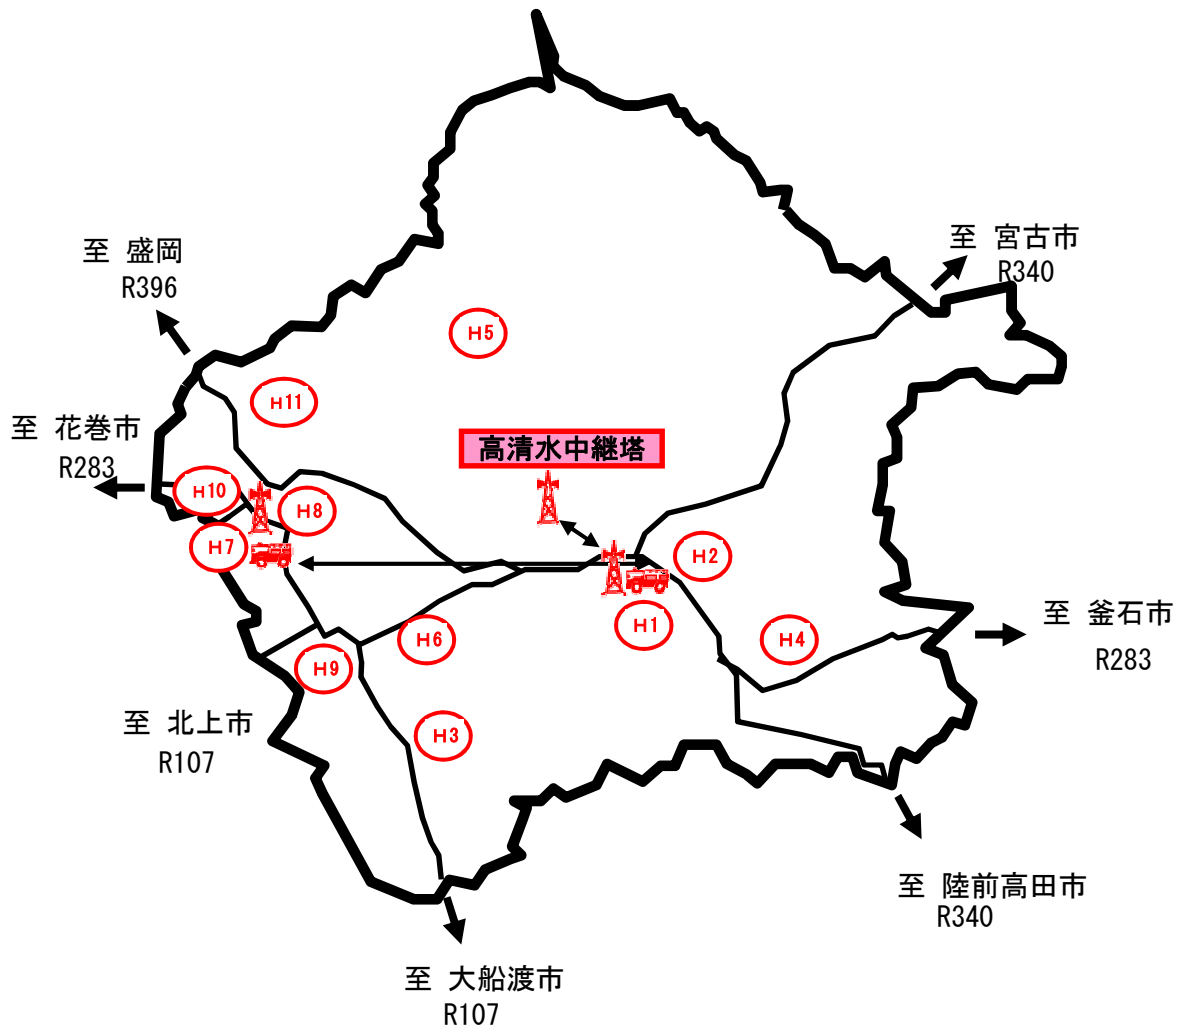 至 宮古市
R340
至 盛岡
R396
H5
H11
至 花巻市
R283
高清水中継塔
H10
H8
H7
H2
H1
H6
H4
至 釜石市
R283
H9
至 北上市
R107
H3
至 陸前高田市
R340
至 大船渡市
R107